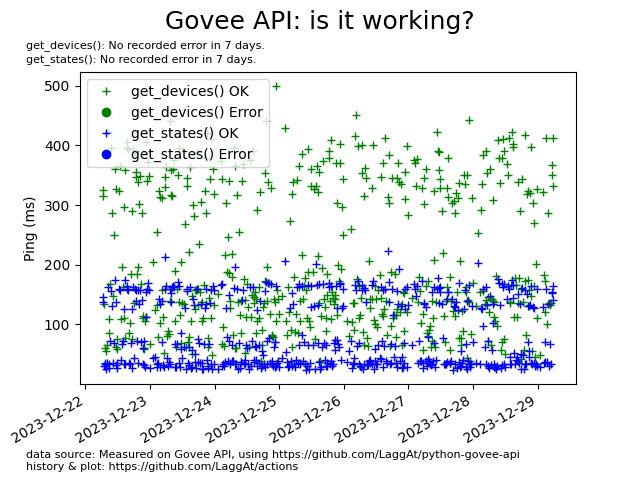 Govee API: is it working?
get_devices(): No recorded error in 7 days.
get_states(): No recorded error in 7 days.
get_devices() OK
get_devices() Error
get_states() OK
get_states() Error
Ping (ms)
500
400
300
200
100
2023-12-22
2023-12-23
2023-12-24
2023-12-25
2023-12-26
2023-12-27
2023-12-28
2023-12-29
data source: Measured on Govee API, using https://github.com/LaggAt/python-govee-api
history & plot: https://github.com/LaggAt/actions